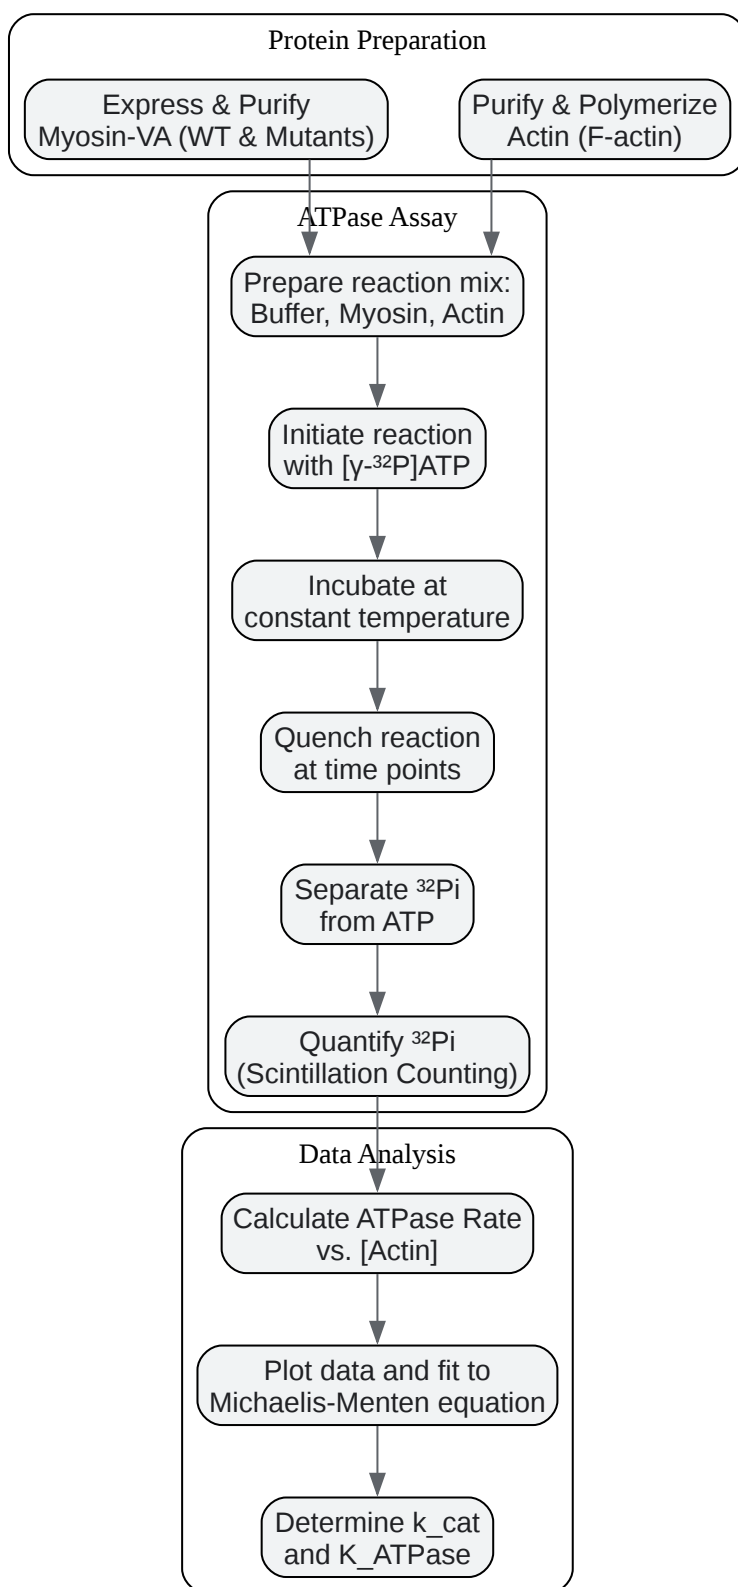 Protein Preparation
Express & Purify
Myosin-VA (WT & Mutants)
Purify & Polymerize
Actin (F-actin)
ATPase Assay
Prepare reaction mix:
Buffer, Myosin, Actin
Initiate reaction
with [γ-³²P]ATP
Incubate at
constant temperature
Quench reaction
at time points
Separate ³²Pi
from ATP
Quantify ³²Pi
(Scintillation Counting)
Data Analysis
Calculate ATPase Rate
vs. [Actin]
Plot data and fit to
Michaelis-Menten equation
Determine k_cat
and K_ATPase